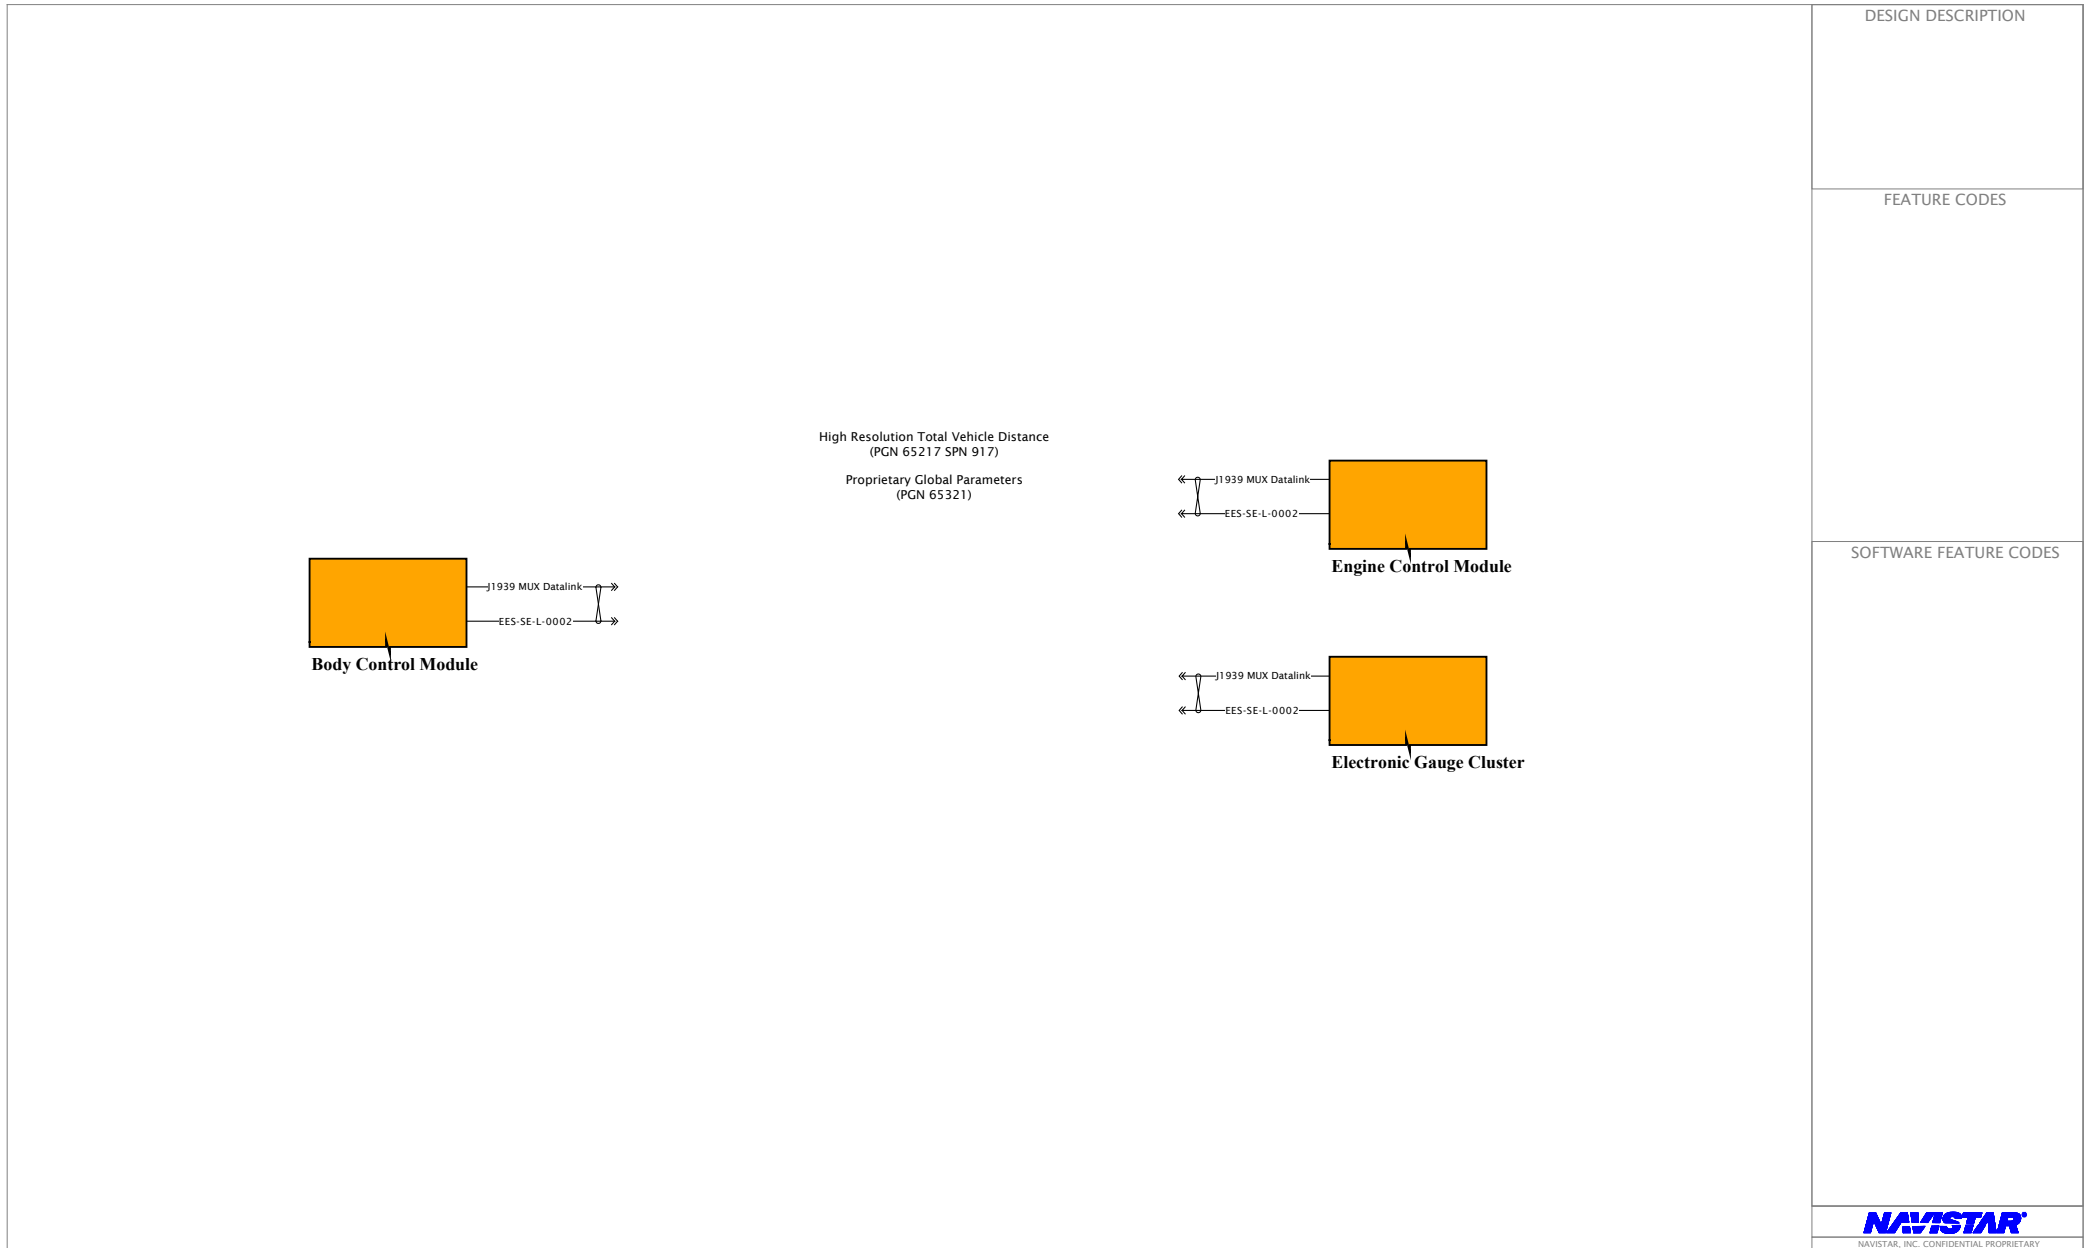 DESIGN DESCRIPTION
FEATURE CODES
High Resolution Total Vehicle Distance
(PGN 65217 SPN 917)
Proprietary Global Parameters
(PGN 65321)
J1939 MUX Datalink
EES-SE-L-0002
Engine Control Module
SOFTWARE FEATURE CODES
J1939 MUX Datalink
EES-SE-L-0002
Body Control Module
J1939 MUX Datalink
EES-SE-L-0002
Electronic Gauge Cluster
NAVISTAR®
NAVISTAR, INC. CONFIDENTIAL PROPRIETARY